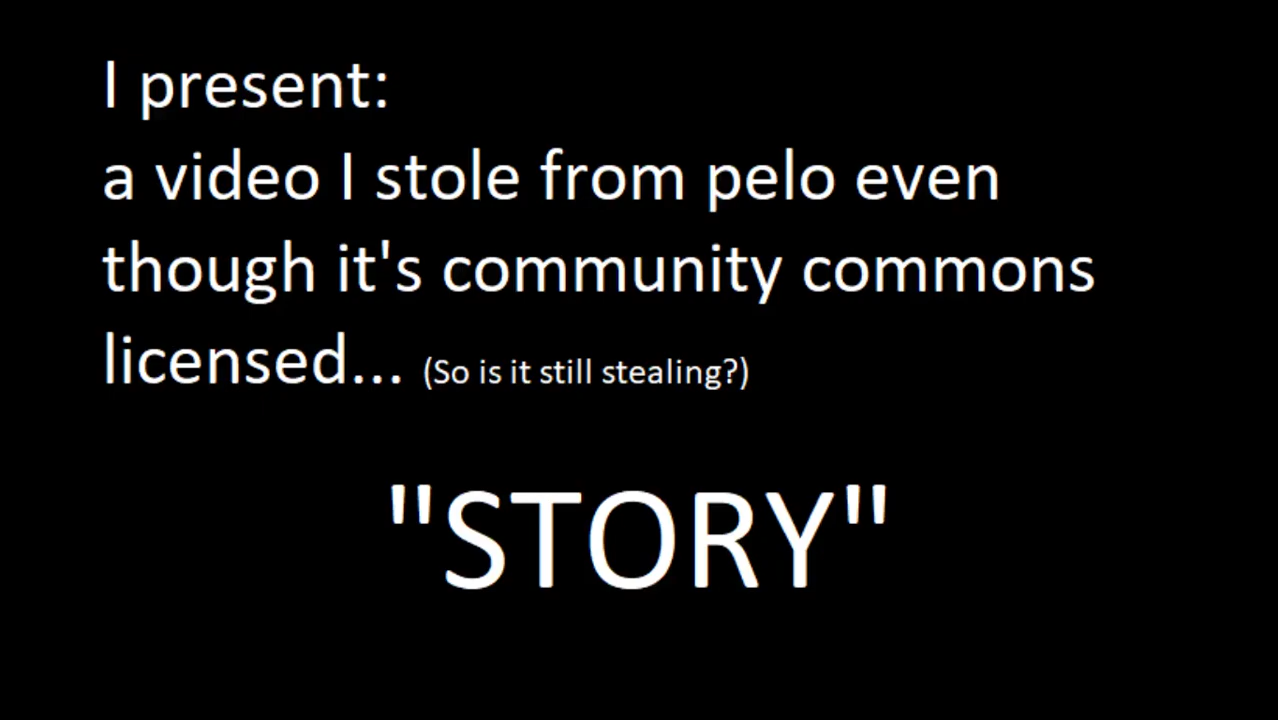 I present:
a video I stole from pelo even
though it's community commons
licensed... (So is it still stealing?)
"STORY"